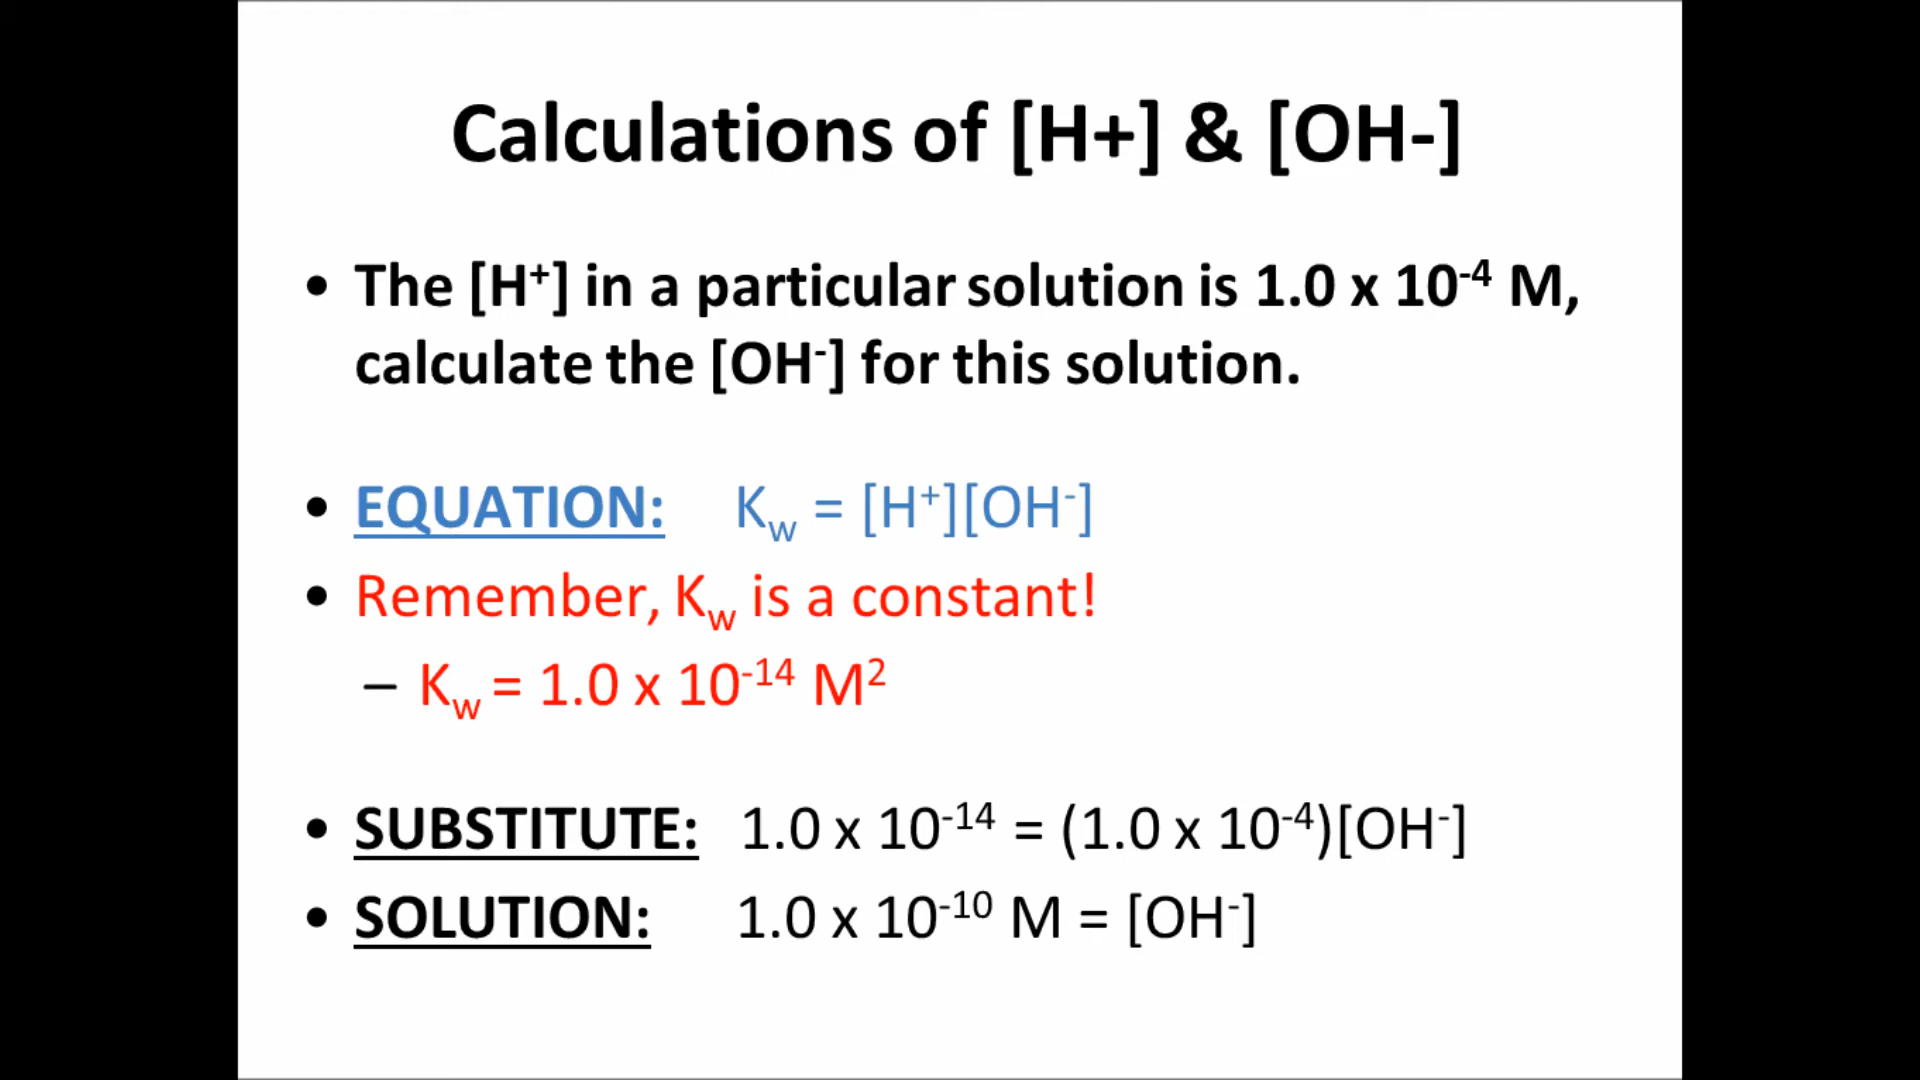 Calculations of [H+] & [OH-]
• The [H⁺] in a particular solution is 1.0 x 10⁻⁴ M,
calculate the [OH⁻] for this solution.
• EQUATION: K_w = [H⁺][OH⁻]
• Remember, K_w is a constant!
– K_w = 1.0 x 10⁻¹⁴ M²
• SUBSTITUTE: 1.0 x 10⁻¹⁴ = (1.0 x 10⁻⁴)[OH⁻]
• SOLUTION: 1.0 x 10⁻¹⁰ M = [OH⁻]